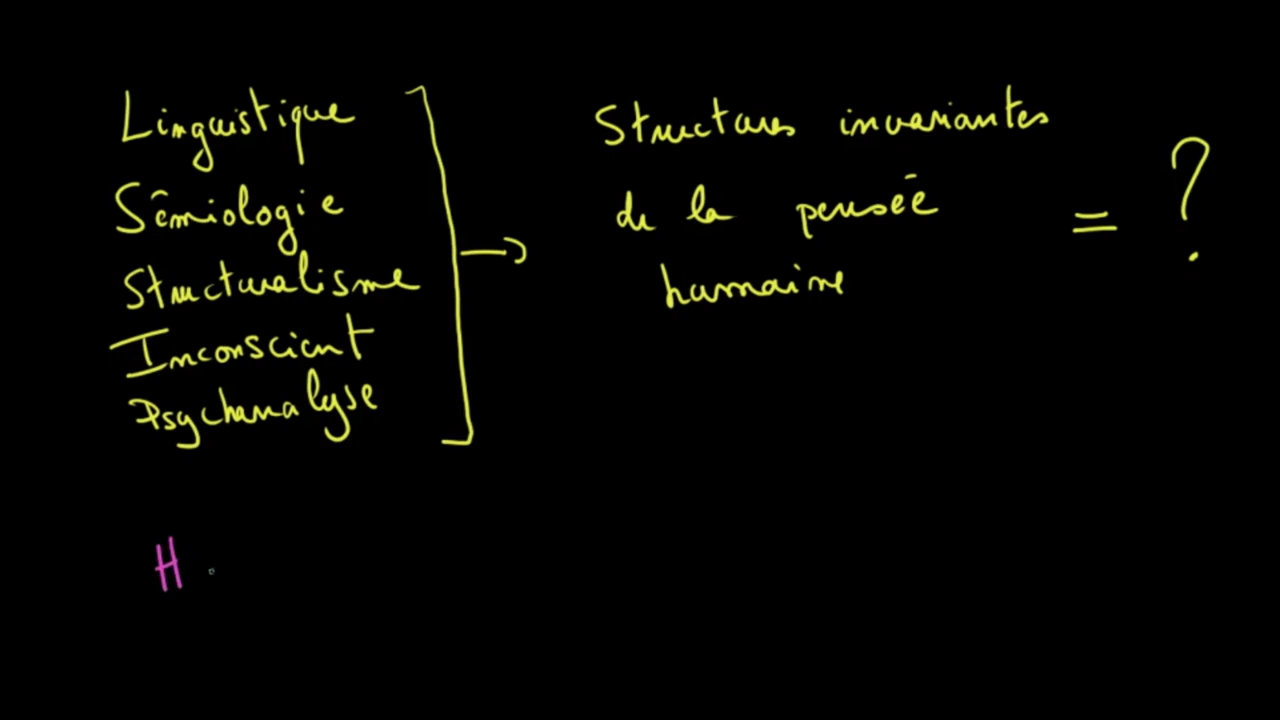 Linguistique
Sémiologie
Structuralisme
Inconscient
Psychanalyse
Structures invariantes
de la pensée = ?
humaine
H